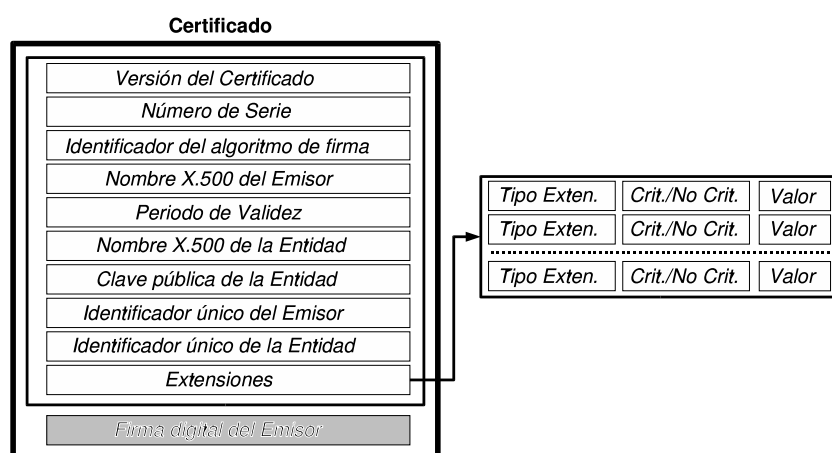 Certificado
Versión del Certificado
Número de Serie
Identificador del algoritmo de firma
Nombre X.500 del Emisor
Periodo de Validez
Nombre X.500 de la Entidad
Clave pública de la Entidad
Identificador único del Emisor
Identificador único de la Entidad
Extensiones
Firma digital del Emisor
Tipo Exten. Crit./No Crit. Valor
Tipo Exten. Crit./No Crit. Valor
Tipo Exten. Crit./No Crit. Valor